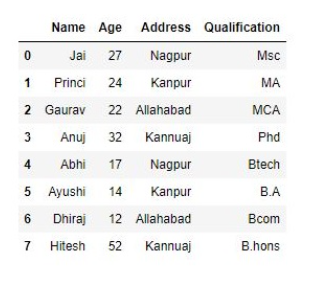 Name Age Address Qualification
0 Jai 27 Nagpur Msc
1 Princi 24 Kanpur MA
2 Gaurav 22 Allahabad MCA
3 Anuj 32 Kannuaj Phd
4 Abhi 17 Nagpur Btech
5 Ayushi 14 Kanpur B.A
6 Dhiraj 12 Allahabad Bcom
7 Hitesh 52 Kannuaj B.hons